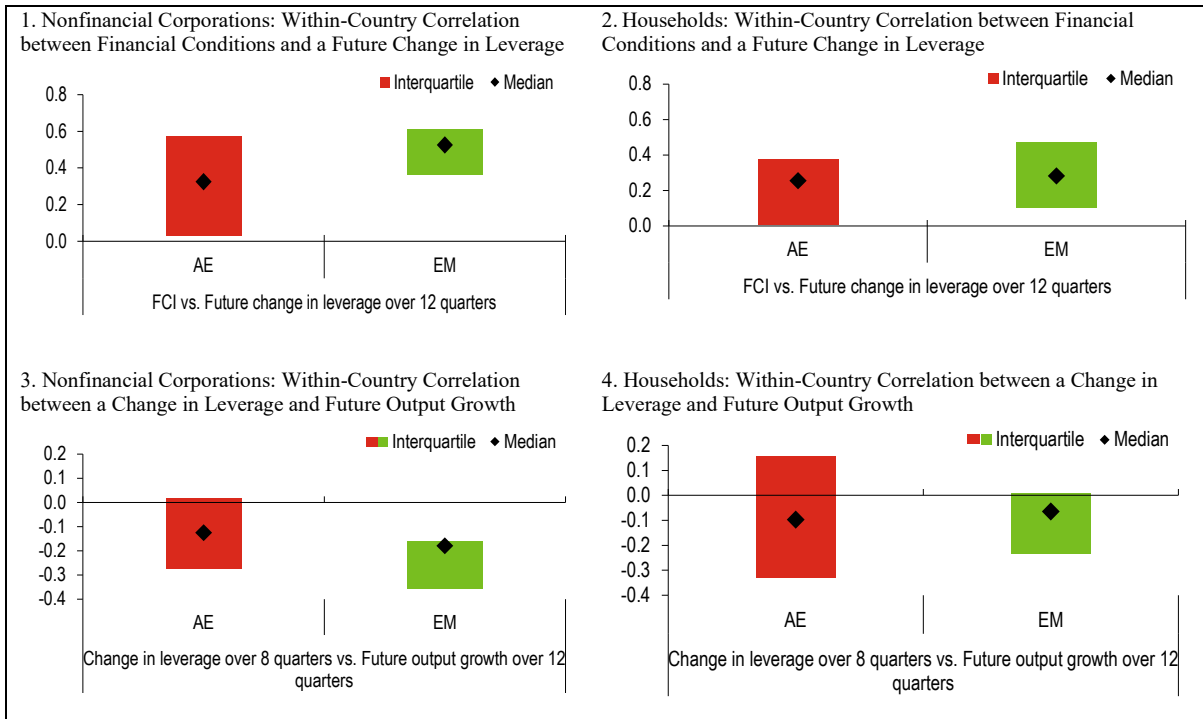 1. Nonfinancial Corporations: Within-Country Correlation
between Financial Conditions and a Future Change in Leverage
Interquartile ◆ Median
0.8
0.6
0.4
0.2
0.0
AE EM
FCI vs. Future change in leverage over 12 quarters
2. Households: Within-Country Correlation between Financial
Conditions and a Future Change in Leverage
Interquartile ◆ Median
0.8
0.6
0.4
0.2
0.0
AE EM
FCI vs. Future change in leverage over 12 quarters
3. Nonfinancial Corporations: Within-Country Correlation
between a Change in Leverage and Future Output Growth
Interquartile ◆ Median
0.2
0.1
0.0
-0.1
-0.2
-0.3
-0.4
AE EM
Change in leverage over 8 quarters vs. Future output growth over 12
quarters
4. Households: Within-Country Correlation between a Change in
Leverage and Future Output Growth
Interquartile ◆ Median
0.2
0.1
0.0
-0.1
-0.2
-0.3
-0.4
AE EM
Change in leverage over 8 quarters vs. Future output growth over 12
quarters